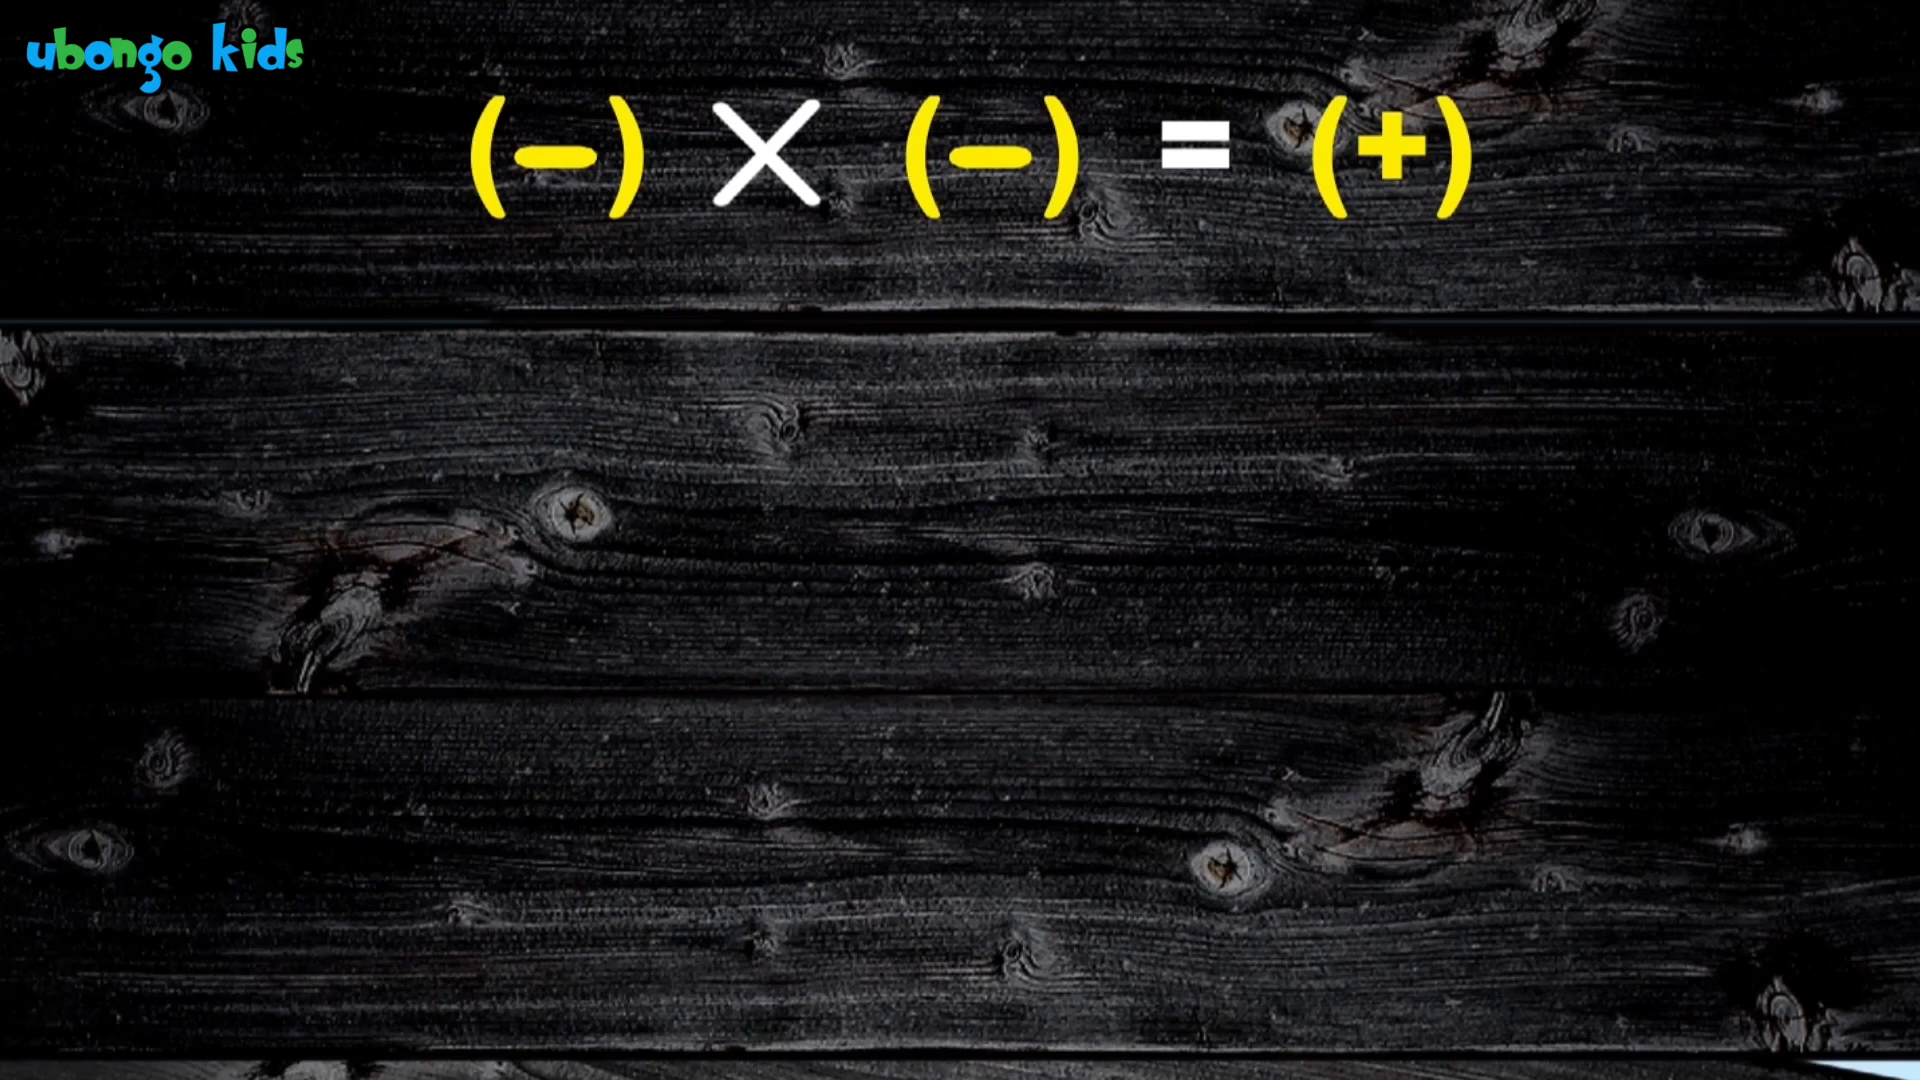 ubongo kids
(-) × (-) = (+)